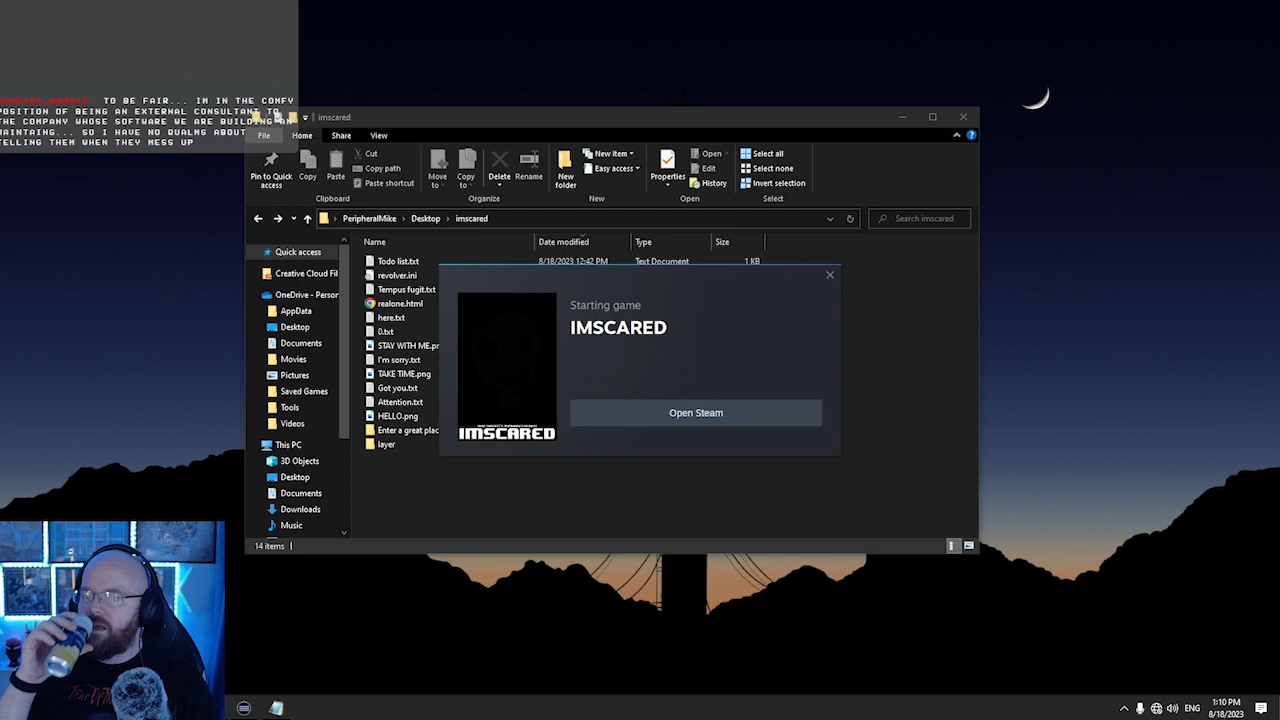 TO BE FAIR... IM IN THE COMFY
POSITION OF BEING AN EXTERNAL CONSULTANT TO
THE COMPANY WHOSE SOFTWARE WE ARE BUILDING AN
MAINTAING... SO I HAVE NO QUALMS ABOUT
TELLING THEM WHEN THEY MESS UP
imscared
File Home Share View
Pin to Quick access
Copy
Paste
Cut
Copy path
Paste shortcut
Clipboard
Move to
Copy to
Delete
Rename
Organize
New folder
New item
Easy access
New
Properties
Open
Edit
History
Open
Select all
Select none
Invert selection
Select
PeripheralMike > Desktop > imscared
Search imscared
Name Date modified Type Size
Quick access
Creative Cloud Fil
OneDrive - Person
AppData
Desktop
Documents
Movies
Pictures
Saved Games
Tools
Videos
This PC
3D Objects
Desktop
Documents
Downloads
Music
Todo list.txt 8/18/2023 12:42 PM Text Document 1 KB
revolver.ini
Tempus fugit.txt
realone.html
here.txt
0.txt
STAY WITH ME.pn
I'm sorry.txt
TAKE TIME.png
Got you.txt
Attention.txt
HELLO.png
Enter a great plac
layer
Starting game
IMSCARED
Open Steam
IMSCARED
14 items
ENG
1:10 PM
8/18/2023